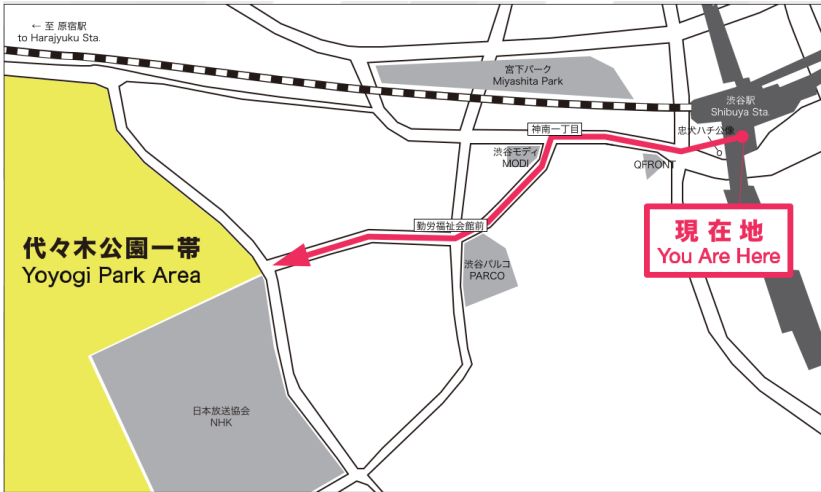 ← 至 原宿駅
to Harajyuku Sta.
宮下パーク
Miyashita Park
渋谷駅
Shibuya Sta.
忠犬ハチ公像
神南一丁目
渋谷モディ
MODI
QFRONT
現在地
You Are Here
勤労福祉会館前
代々木公園一帯
Yoyogi Park Area
渋谷パルコ
PARCO
日本放送協会
NHK